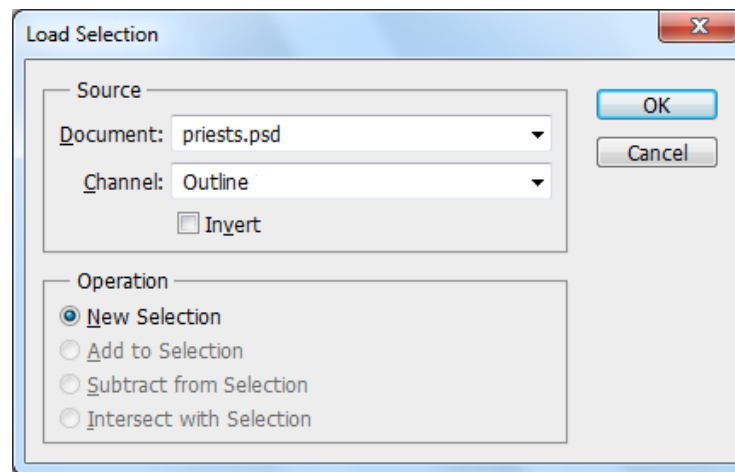 Load Selection
Source
Document: priests.psd
Channel: Outline
Invert
OK
Cancel
Operation
New Selection
Add to Selection
Subtract from Selection
Intersect with Selection